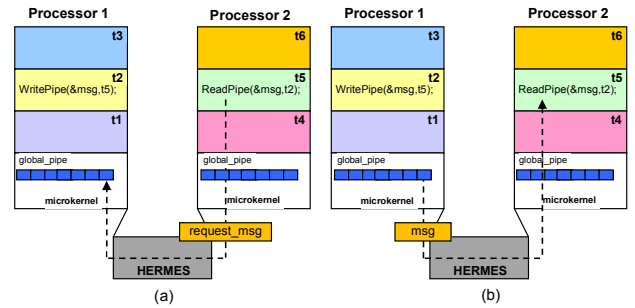 Processor 1
Processor 2
t3
t6
t2
WritePipe(&msg,t5);
t5
ReadPipe(&msg,t2);
t1
t4
global_pipe
global_pipe
microkernel
microkernel
request_msg
HERMES
(a)
Processor 1
Processor 2
t3
t6
t2
WritePipe(&msg,t5);
t5
ReadPipe(&msg,t2);
t1
t4
global_pipe
global_pipe
microkernel
microkernel
msg
HERMES
(b)